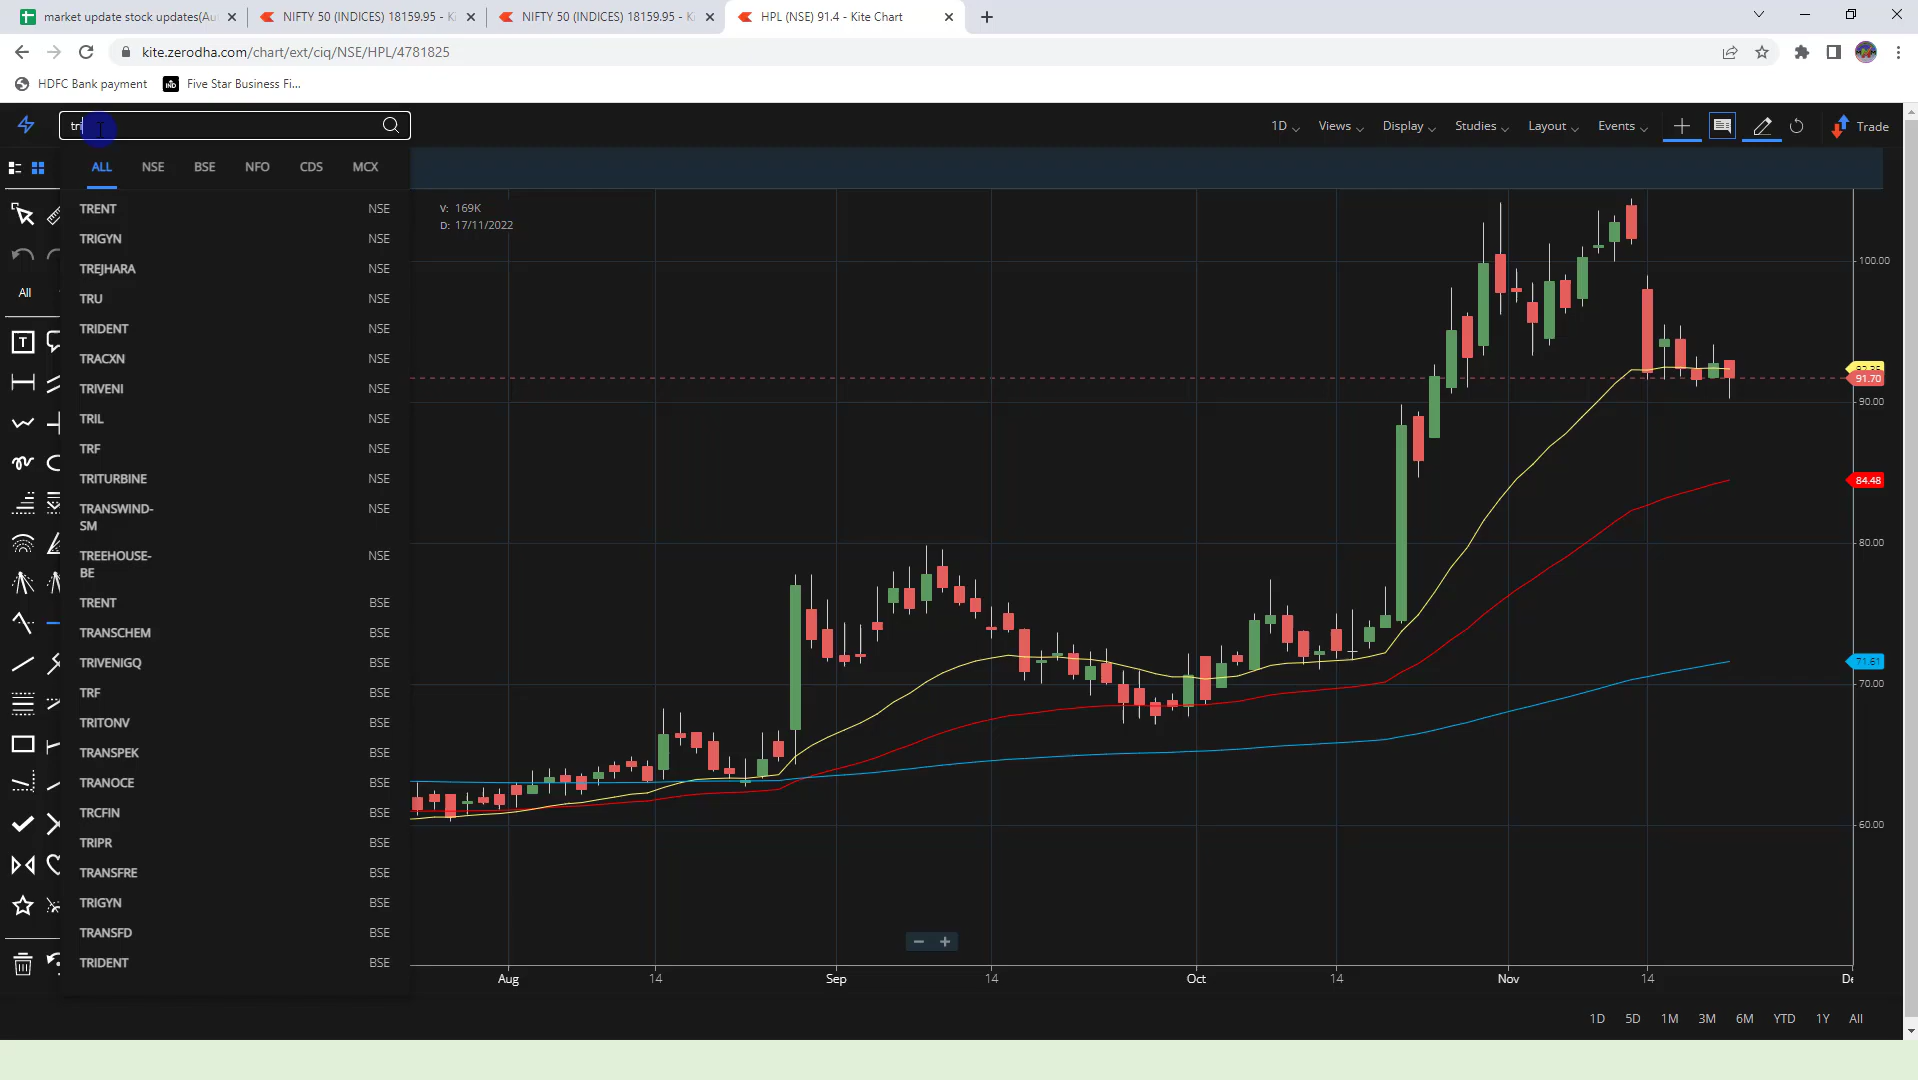 market update stock updates(Au
NIFTY 50 (INDICES) 18159.95 - Ki
NIFTY 50 (INDICES) 18159.95 - Ki
HPL (NSE) 91.4 - Kite Chart
kite.zerodha.com/chart/ext/ciq/NSE/HPL/4781825
HDFC Bank payment
Five Star Business Fi...
tri
1D
Views
Display
Studies
Layout
Events
Trade
ALL
NSE
BSE
NFO
CDS
MCX
TRENT NSE
TRIGYN NSE
TREJHARA NSE
TRU NSE
TRIDENT NSE
TRACXN NSE
TRIVENI NSE
TRIL NSE
TRF NSE
TRITURBINE NSE
TRANSWIND- NSE
SM
TREEHOUSE- NSE
BE
TRENT BSE
TRANSCHEM BSE
TRIVENIGQ BSE
TRF BSE
TRITONV BSE
TRANSPEK BSE
TRANOCE BSE
TRCFIN BSE
TRIPR BSE
TRANSFRE BSE
TRIGYN BSE
TRANSFD BSE
TRIDENT BSE
All
T
V: 169K
D: 17/11/2022
100.00
91.70
90.00
84.48
80.00
71.61
70.00
60.00
Aug
14
Sep
14
Oct
14
Nov
14
De
1D
5D
1M
3M
6M
YTD
1Y
All